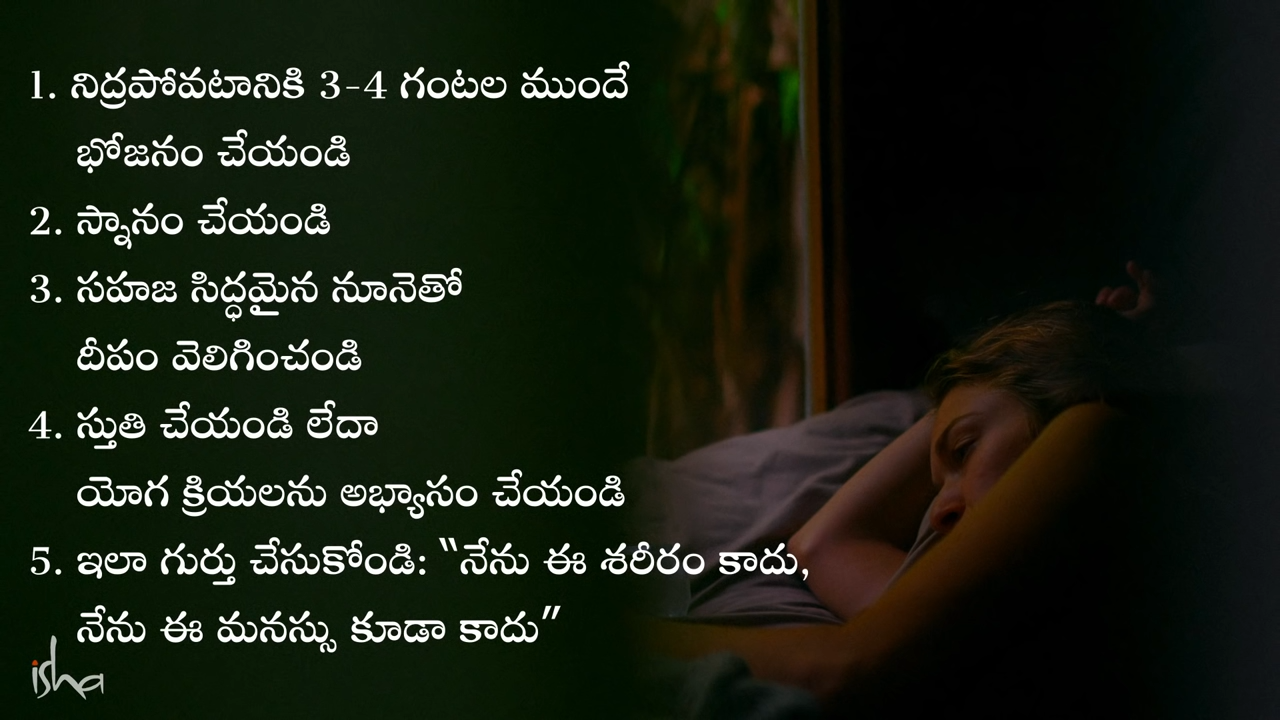 1. నిద్రపోవటానికి 3-4 గంటల ముందే
భోజనం చేయండి
2. స్నానం చేయండి
3. సహజ సిద్ధమైన నూనెతో
దీపం వెలిగించండి
4. స్తుతి చేయండి లేదా
యోగ క్రియలను అభ్యాసం చేయండి
5. ఇలా గుర్తు చేసుకోండి: “నేను ఈ శరీరం కాదు,
నేను ఈ మనస్సు కూడా కాదు”
isha